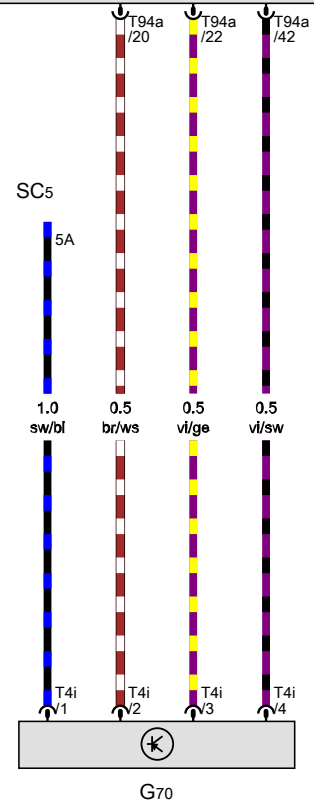 T94a T94a T94a
/20 /22 /42
SC5
5A
1.0 0.5 0.5 0.5
sw/bl br/ws vi/ge vi/sw
T4i T4i T4i T4i
/1 /2 /3 /4
G70